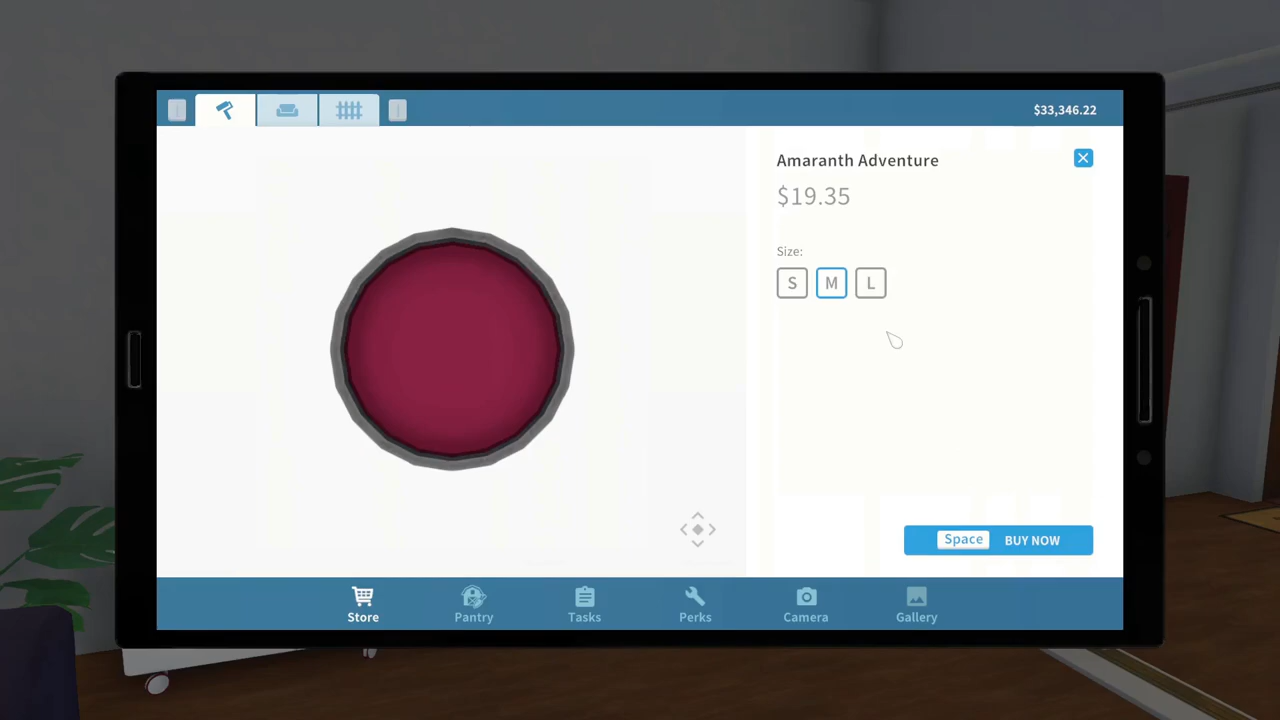 $33,346.22
Amaranth Adventure
$19.35
Size:
S M L
Space BUY NOW
Store Pantry Tasks Perks Camera Gallery